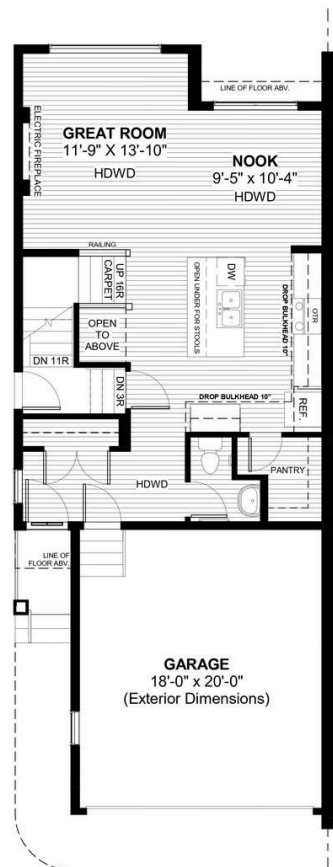 LINE OF FLOOR ABV.
ELECTRIC FIREPLACE
GREAT ROOM
11'-9" X 13'-10"
HDWD
NOOK
9'-5" x 10'-4"
HDWD
RAILING
UP 16R
CARPET
OPEN
TO
ABOVE
OPEN UNDER FOR STOOLS
DW
DROP BULKHEAD 10"
OTR
DN 11R
DN 3R
DROP BULKHEAD 10"
REF.
PANTRY
HDWD
LINE OF
FLOOR ABV.
GARAGE
18'-0" x 20'-0"
(Exterior Dimensions)